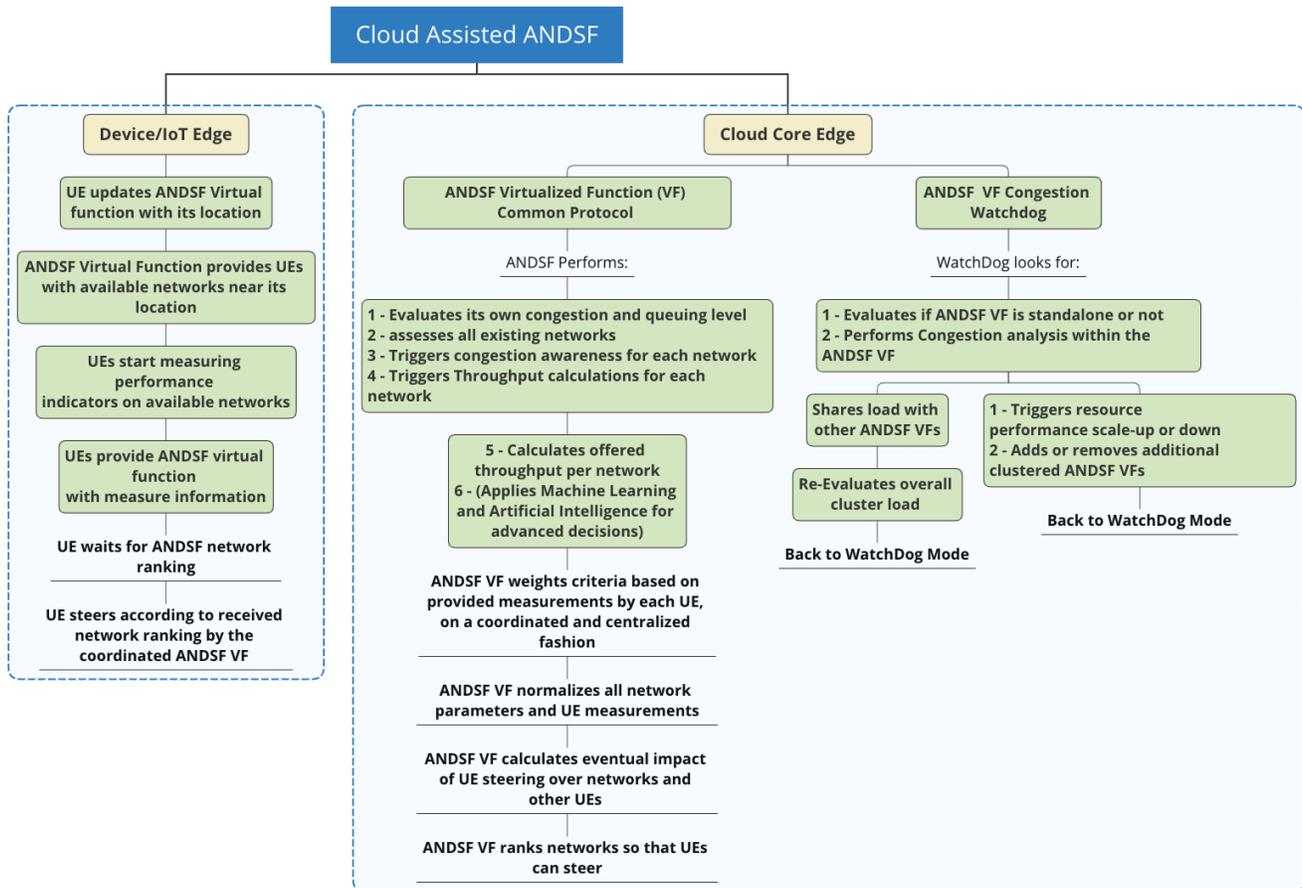 Cloud Assisted ANDSF
Device/IoT Edge
UE updates ANDSF Virtual
function with its location
ANDSF Virtual Function provides UEs
with available networks near its
location
UEs start measuring
performance
indicators on available networks
UEs provide ANDSF virtual
function
with measure information
UE waits for ANDSF network
ranking
UE steers according to received
network ranking by the
coordinated ANDSF VF
Cloud Core Edge
ANDSF Virtualized Function (VF)
Common Protocol
ANDSF Performs:
1 - Evaluates its own congestion and queuing level
2 - assesses all existing networks
3 - Triggers congestion awareness for each network
4 - Triggers Throughput calculations for each
network
5 - Calculates offered
throughput per network
6 - (Applies Machine Learning
and Artificial Intelligence for
advanced decisions)
ANDSF VF weights criteria based on
provided measurements by each UE,
on a coordinated and centralized
fashion
ANDSF VF normalizes all network
parameters and UE measurements
ANDSF VF calculates eventual impact
of UE steering over networks and
other UEs
ANDSF VF ranks networks so that UEs
can steer
ANDSF VF Congestion
Watchdog
WatchDog looks for:
1 - Evaluates if ANDSF VF is standalone or not
2 - Performs Congestion analysis within the
ANDSF VF
Shares load with
other ANDSF VFs
Re-Evaluates overall
cluster load
Back to WatchDog Mode
1 - Triggers resource
performance scale-up or down
2 - Adds or removes additional
clustered ANDSF VFs
Back to WatchDog Mode